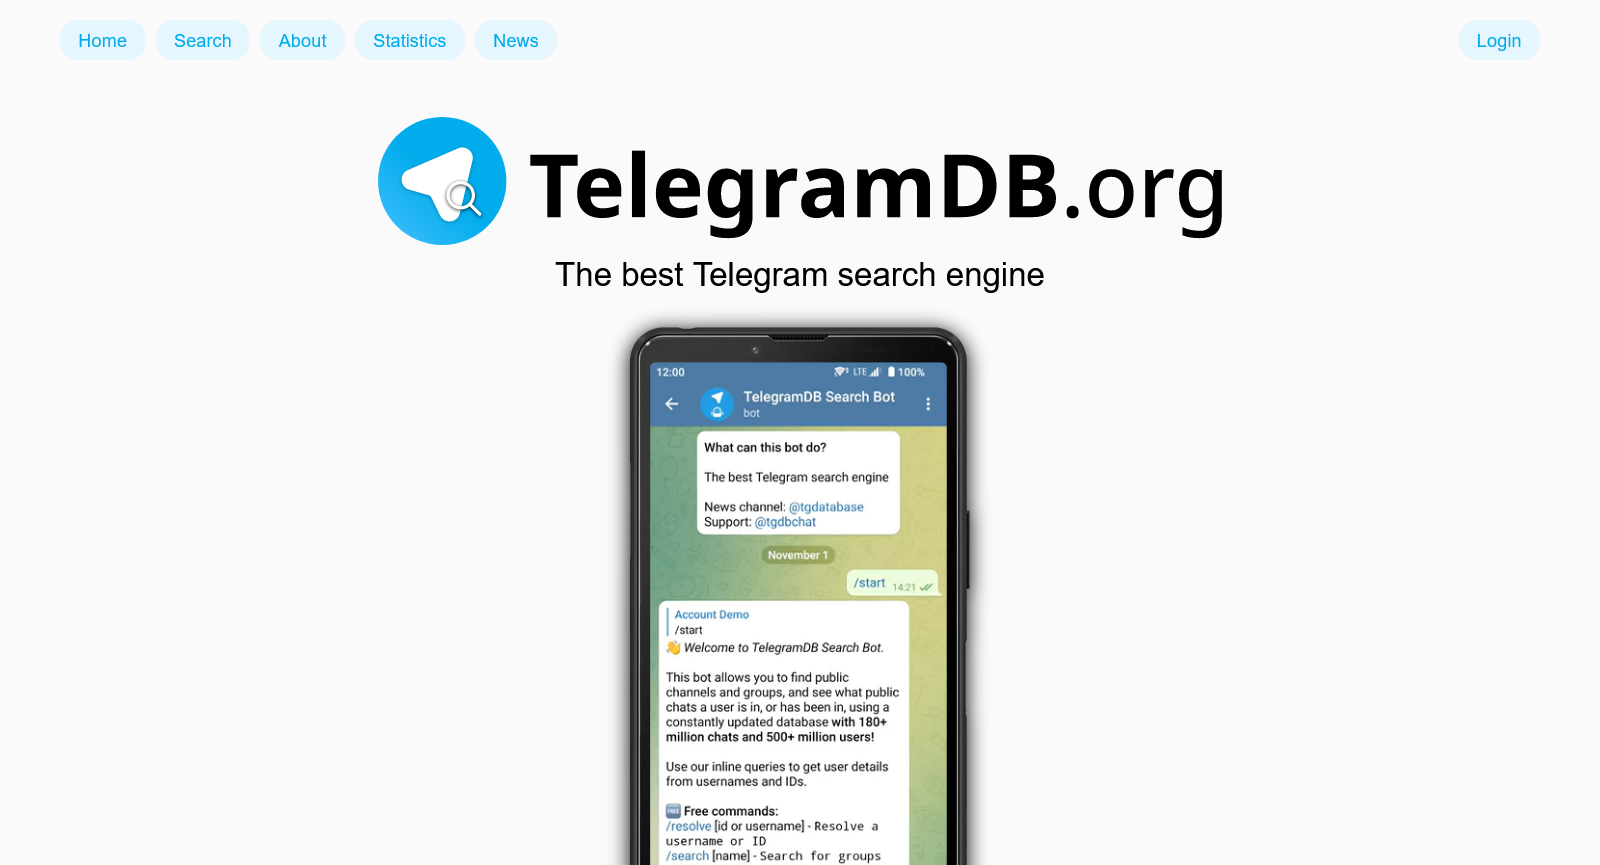 Home Search About Statistics News Login
TelegramDB.org
The best Telegram search engine
12:00 LTE 100%
TelegramDB Search Bot
bot
What can this bot do?
The best Telegram search engine
News channel: @tgdatabase
Support: @tgdbchat
November 1
/start 14:21
Account Demo
/start
👋 Welcome to TelegramDB Search Bot.
This bot allows you to find public
channels and groups, and see what public
chats a user is in, or has been in, using a
constantly updated database with 180+
million chats and 500+ million users!
Use our inline queries to get user details
from usernames and IDs.
🆓 Free commands:
/resolve [id or username] - Resolve a
username or ID
/search [name] - Search for groups